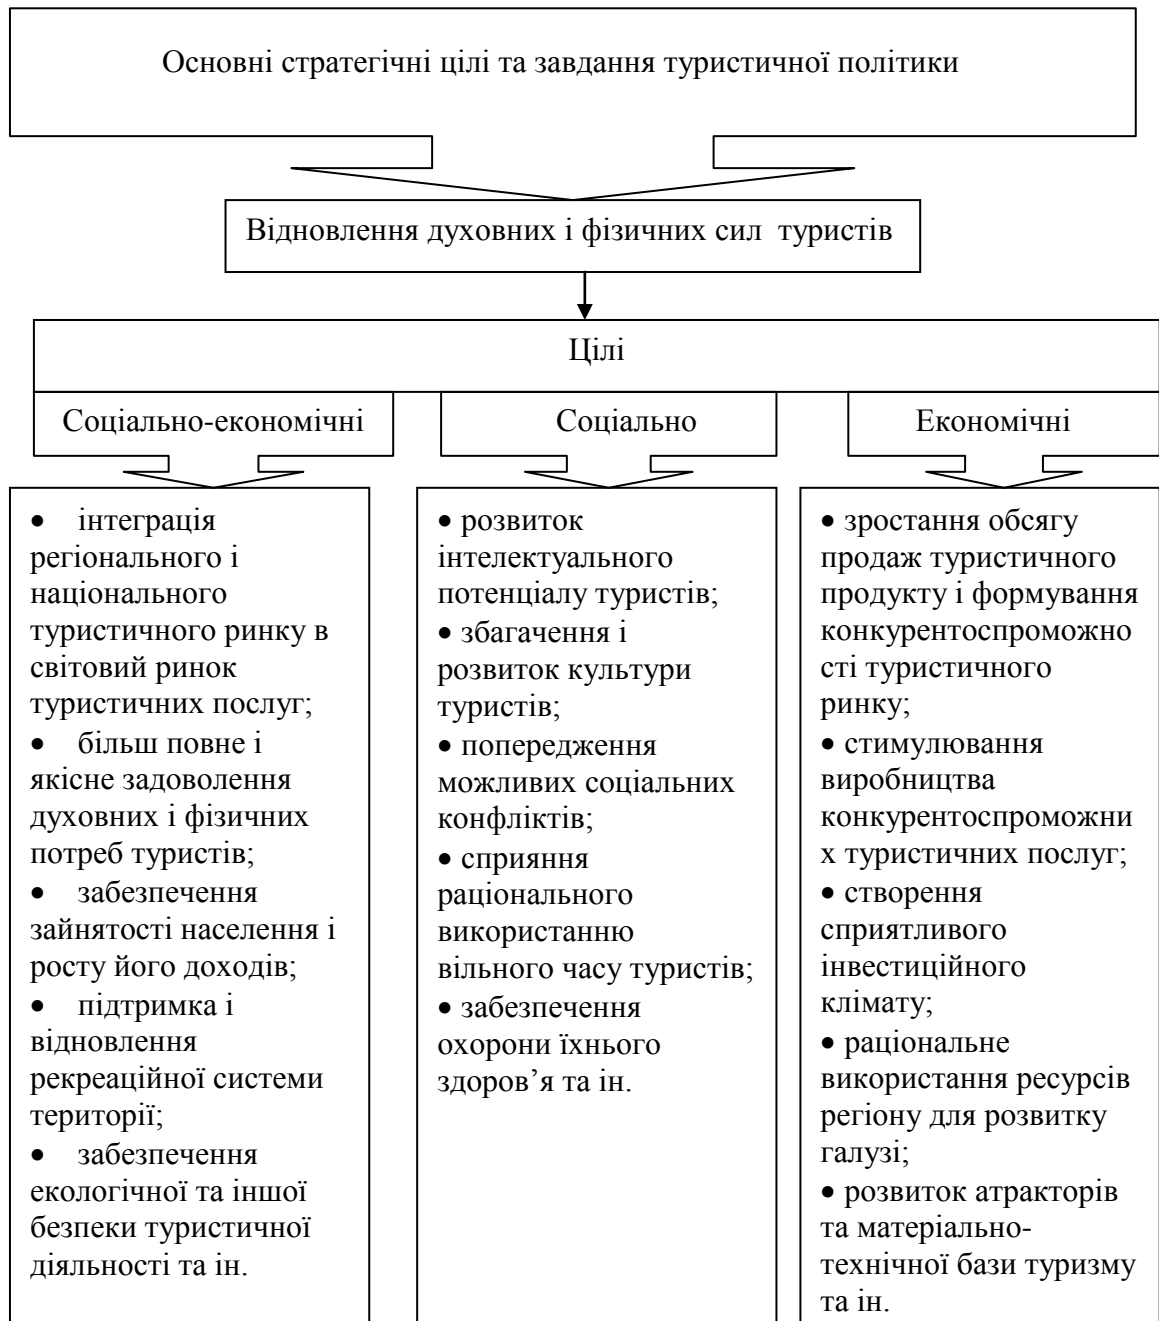 Основні стратегічні цілі та завдання туристичної політики
Відновлення духовних і фізичних сил туристів
Цілі
Соціально-економічні
• інтеграція
регіонального і
національного
туристичного ринку в
світовий ринок
туристичних послуг;
• більш повне і
якісне задоволення
духовних і фізичних
потреб туристів;
• забезпечення
зайнятості населення і
росту його доходів;
• підтримка і
відновлення
рекреаційної системи
території;
• забезпечення
екологічної та іншої
безпеки туристичної
діяльності та ін.
Соціально
• розвиток
інтелектуального
потенціалу туристів;
• збагачення і
розвиток культури
туристів;
• попередження
можливих соціальних
конфліктів;
• сприяння
раціонального
використанню
вільного часу туристів;
• забезпечення
охорони їхнього
здоров’я та ін.
Економічні
• зростання обсягу
продаж туристичного
продукту і формування
конкурентоспроможно
сті туристичного
ринку;
• стимулювання
виробництва
конкурентоспроможни
х туристичних послуг;
• створення
сприятливого
інвестиційного
клімату;
• раціональне
використання ресурсів
регіону для розвитку
галузі;
• розвиток атракторів
та матеріально-
технічної бази туризму
та ін.